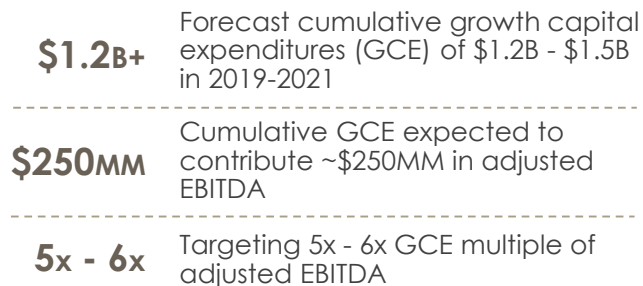 $1.2B+
Forecast cumulative growth capital
expenditures (GCE) of $1.2B - $1.5B
in 2019-2021
$250MM
Cumulative GCE expected to
contribute ~$250MM in adjusted
EBITDA
5x - 6x
Targeting 5x - 6x GCE multiple of
adjusted EBITDA